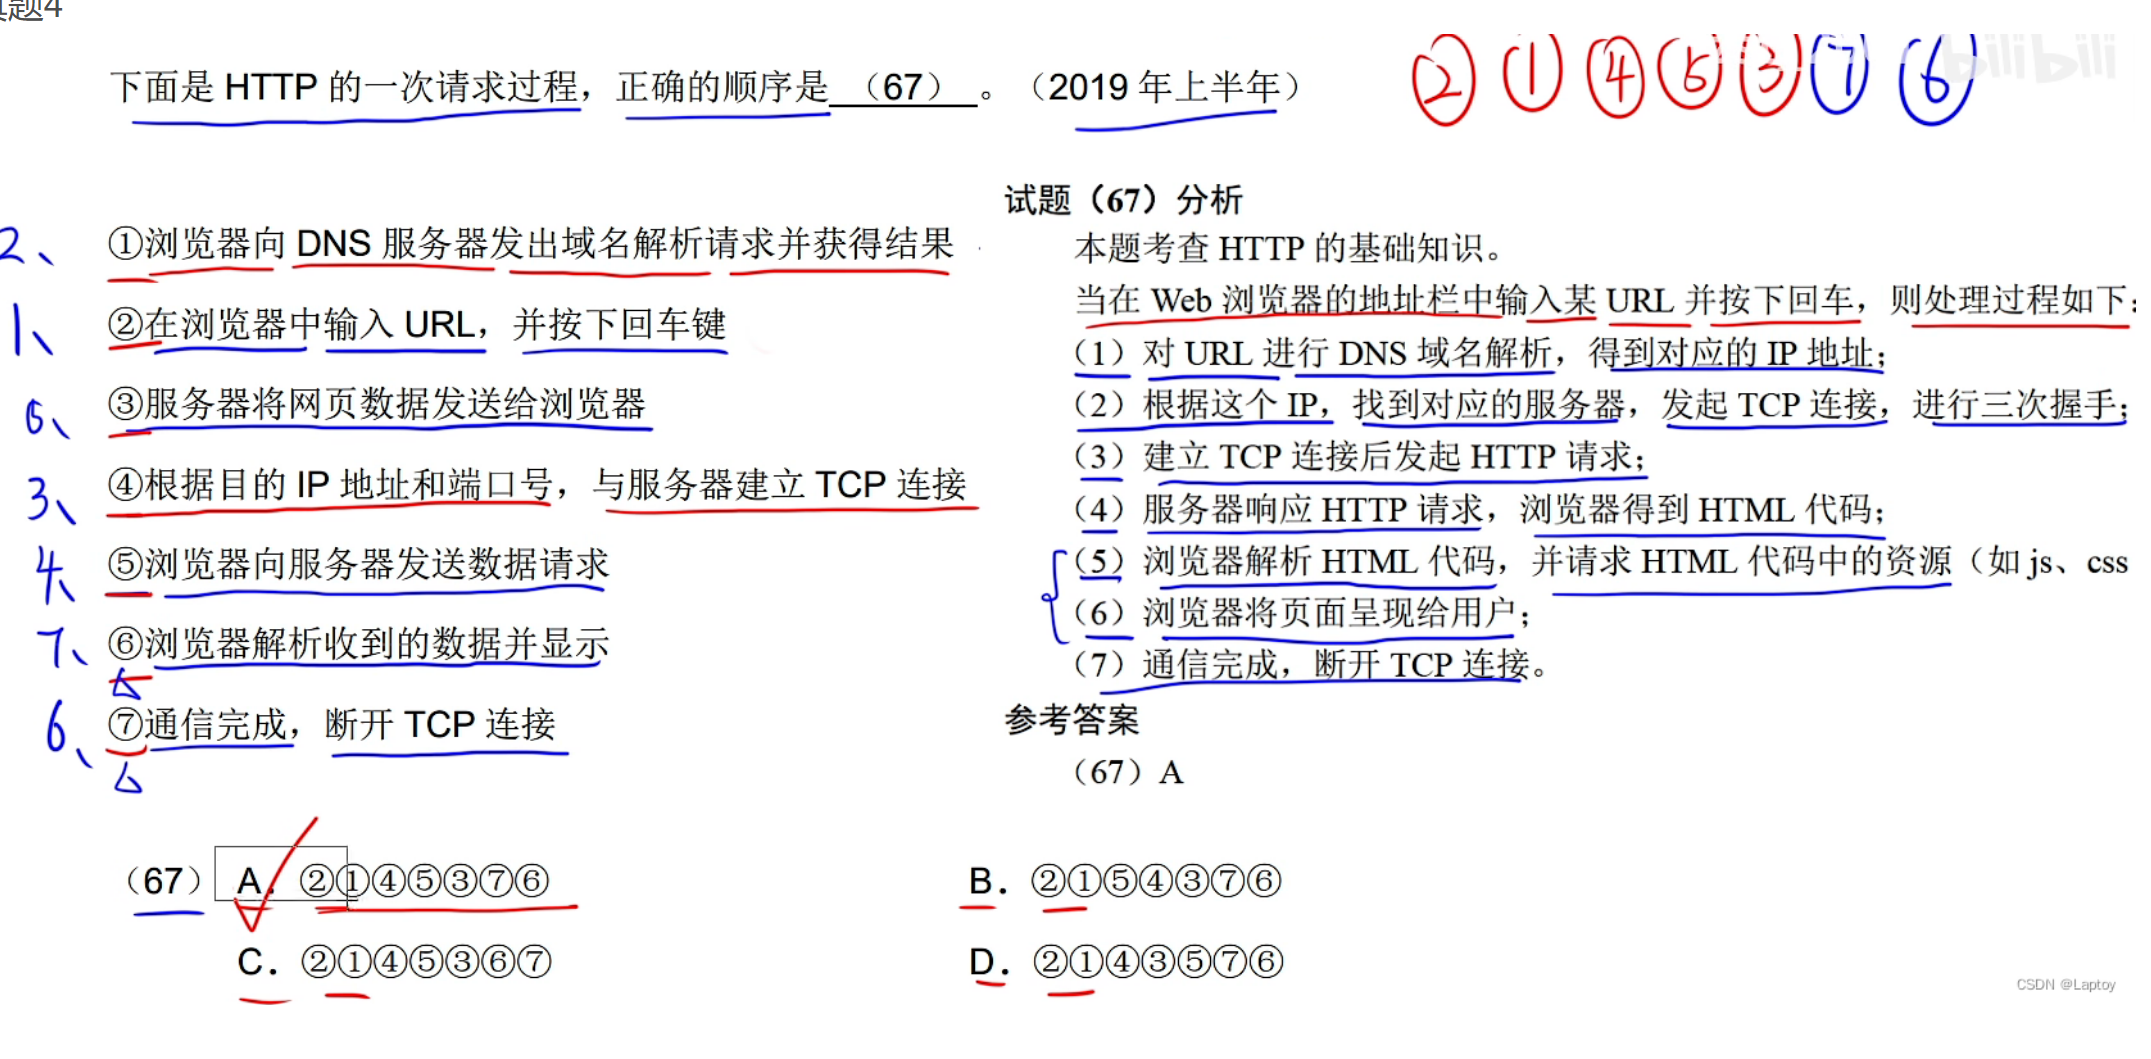 真题4
下面是 HTTP 的一次请求过程，正确的顺序是 （67） 。（2019 年上半年）
② ① ④ ⑤ ③ ⑦ ⑥
bilibili
2、 ①浏览器向 DNS 服务器发出域名解析请求并获得结果
1、 ②在浏览器中输入 URL，并按下回车键
5、 ③服务器将网页数据发送给浏览器
3、 ④根据目的 IP 地址和端口号，与服务器建立 TCP 连接
4、 ⑤浏览器向服务器发送数据请求
7、 ⑥浏览器解析收到的数据并显示
6、 ⑦通信完成，断开 TCP 连接
试题（67）分析
本题考查 HTTP 的基础知识。
当在 Web 浏览器的地址栏中输入某 URL 并按下回车，则处理过程如下：
（1）对 URL 进行 DNS 域名解析，得到对应的 IP 地址；
（2）根据这个 IP，找到对应的服务器，发起 TCP 连接，进行三次握手；
（3）建立 TCP 连接后发起 HTTP 请求；
（4）服务器响应 HTTP 请求，浏览器得到 HTML 代码；
（5）浏览器解析 HTML 代码，并请求 HTML 代码中的资源（如 js、css
（6）浏览器将页面呈现给用户；
（7）通信完成，断开 TCP 连接。
参考答案
（67）A
（67） A．②①④⑤③⑦⑥ B．②①⑤④③⑦⑥
C．②①④⑤③⑥⑦ D．②①④③⑤⑦⑥
CSDN @Laptoy